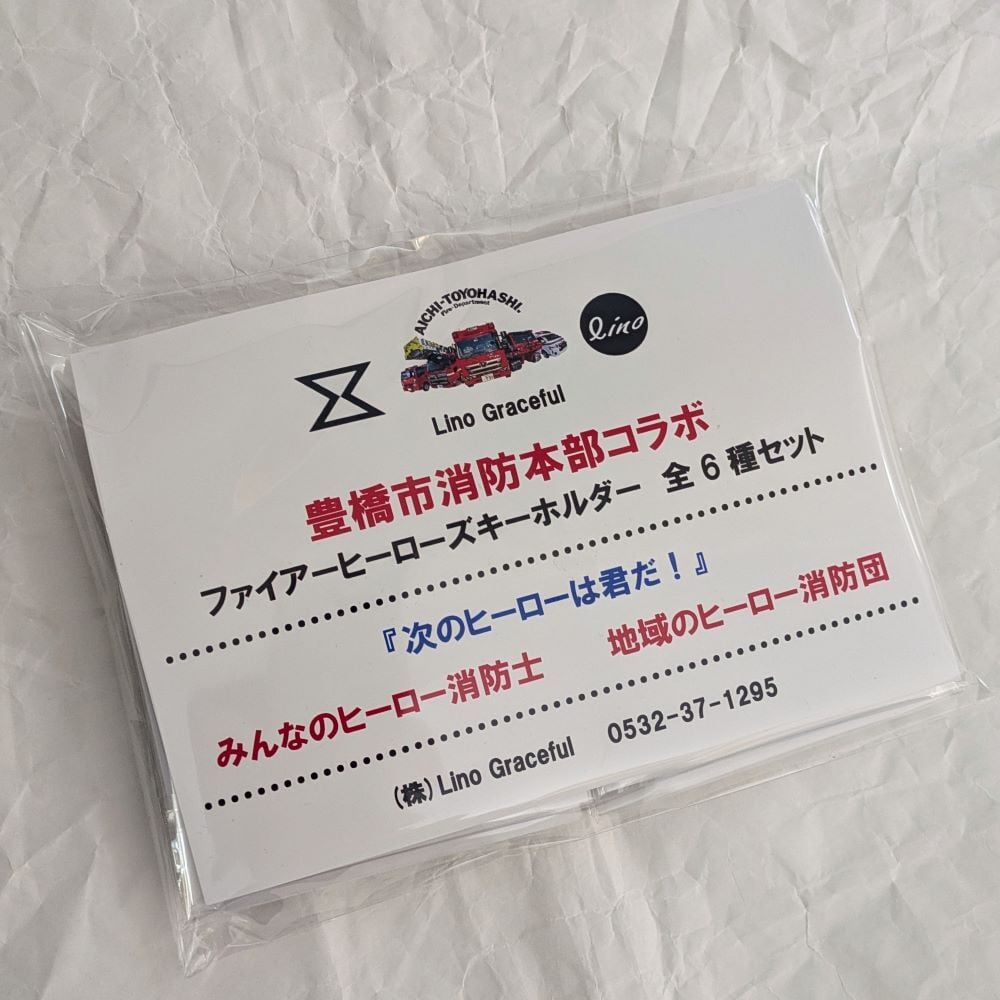 AICHI-TOYOHASHI.
Fire-Department
Lino
Lino Graceful
豊橋市消防本部コラボ
ファイアーヒーローズキーホルダー 全6種セット
『次のヒーローは君だ！』
みんなのヒーロー消防士 地域のヒーロー消防団
(株)Lino Graceful 0532-37-1295